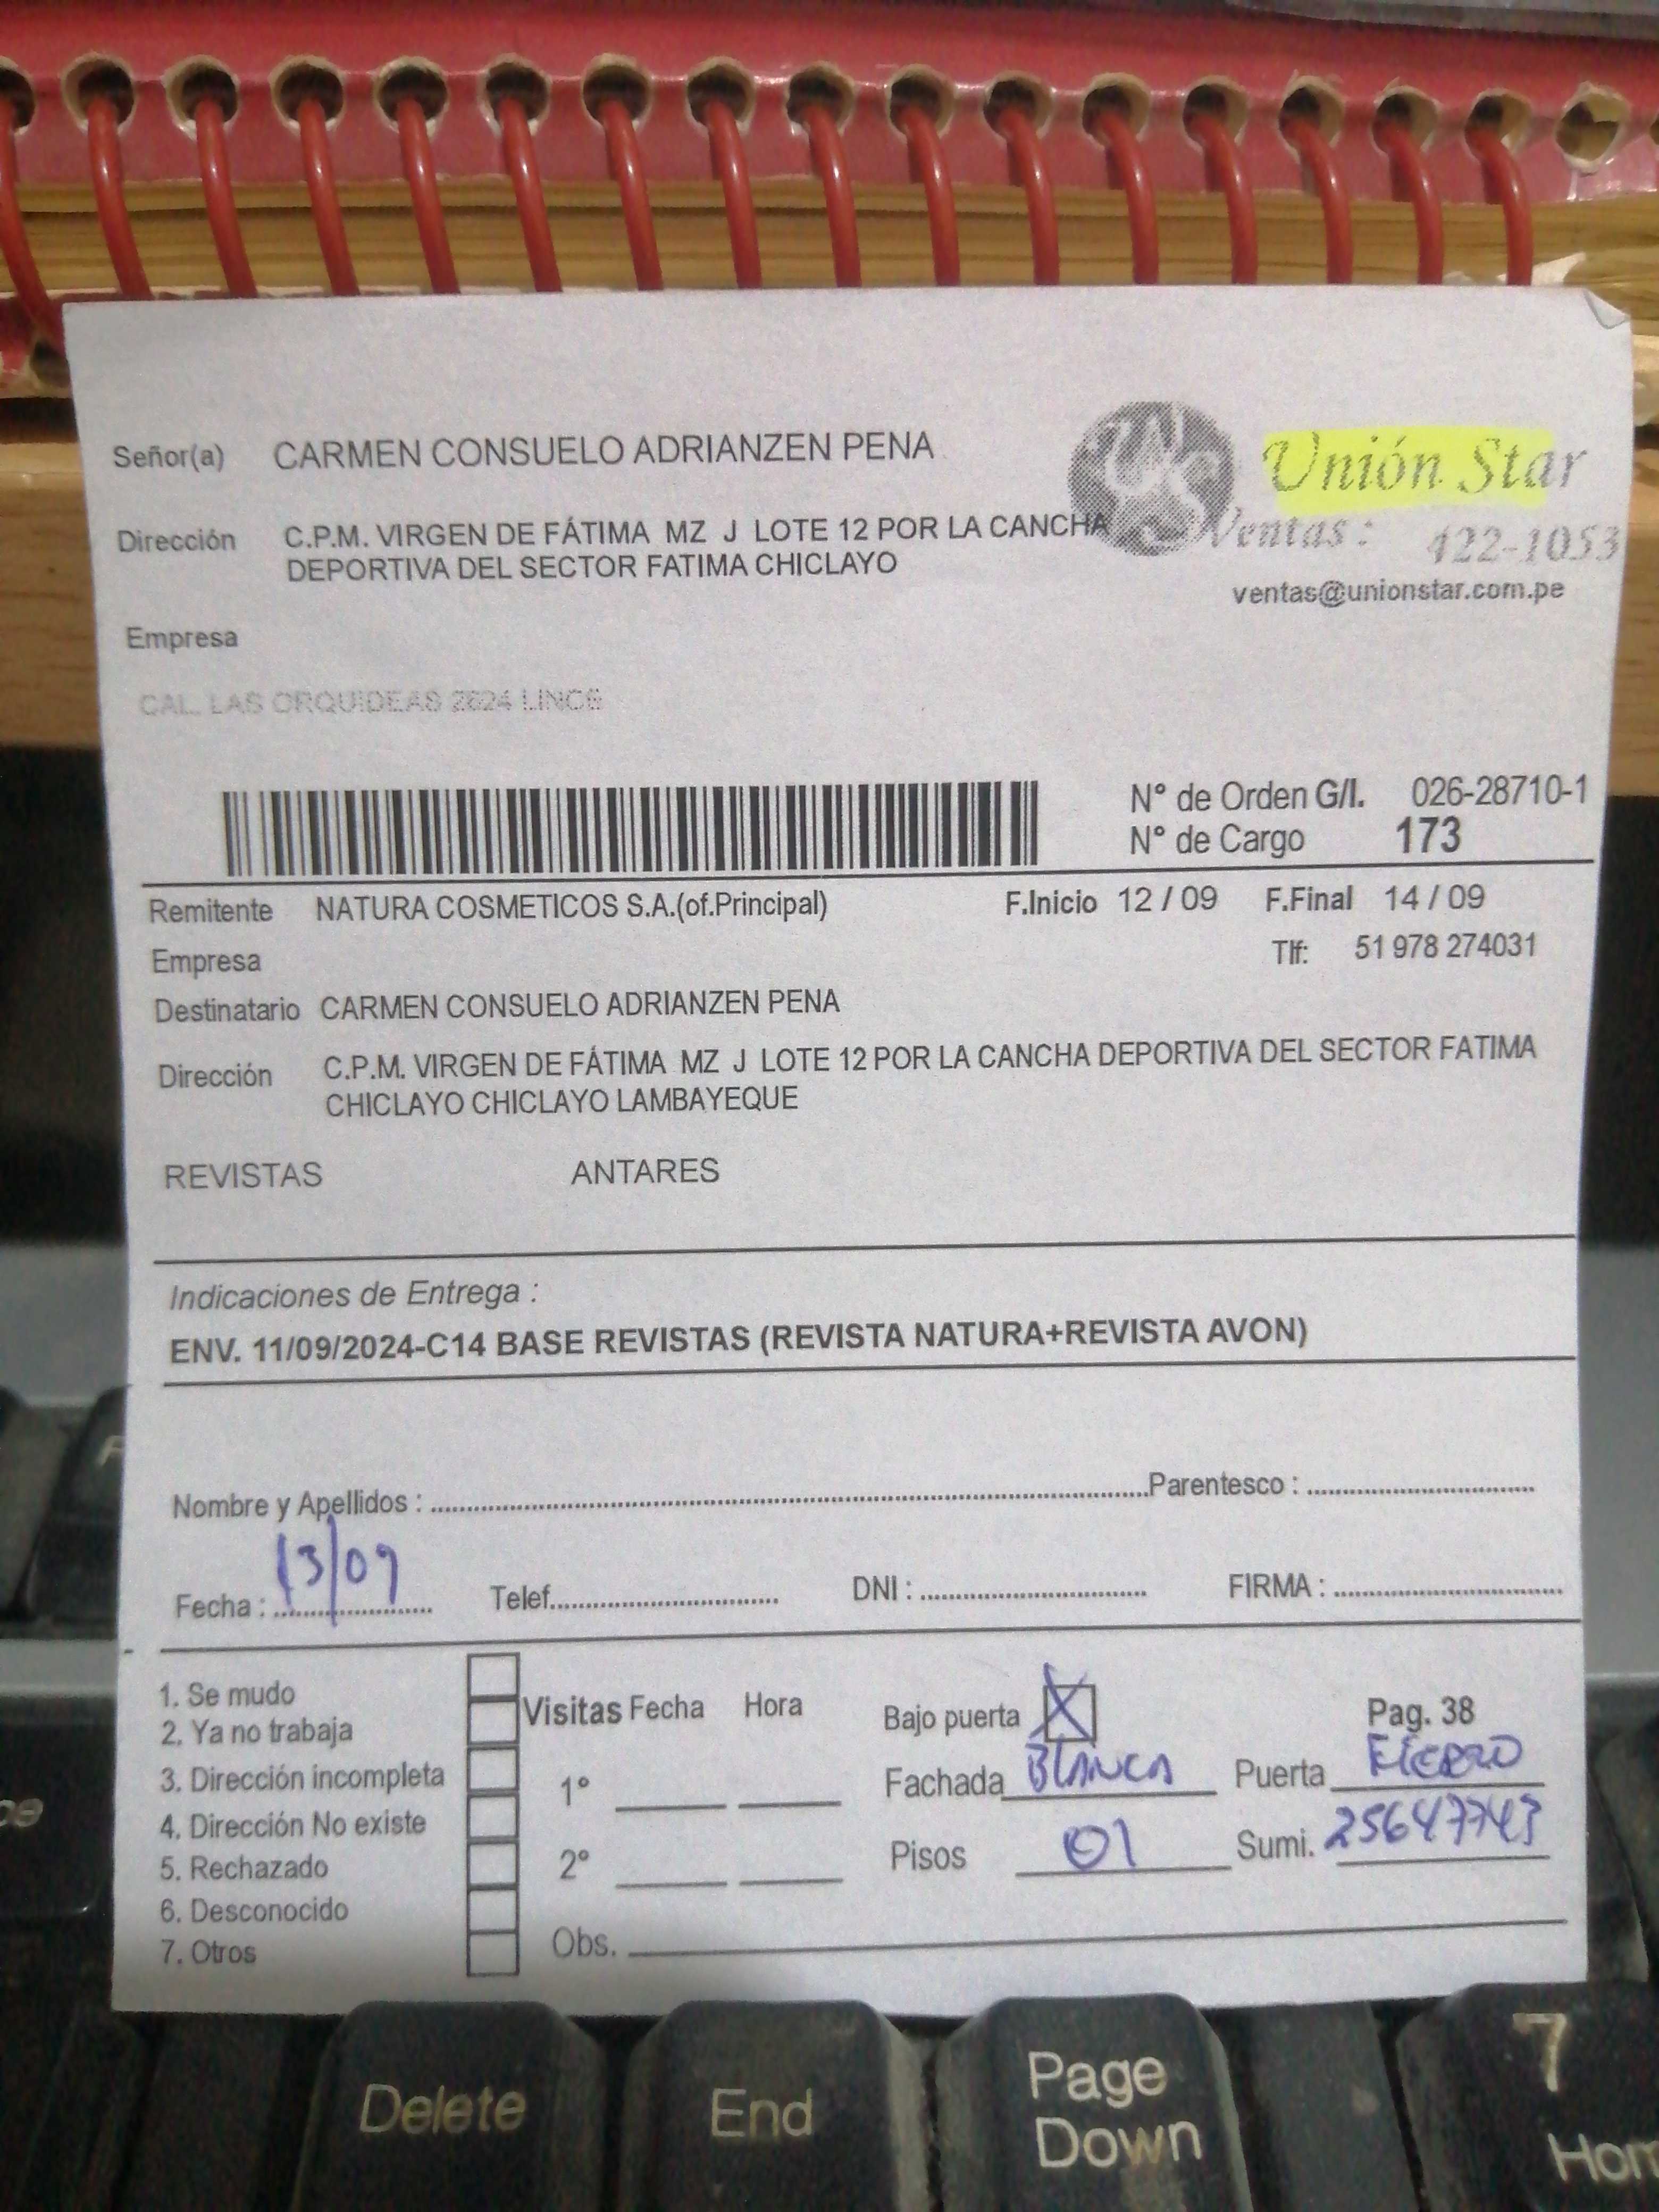 Señor(a) CARMEN CONSUELO ADRIANZEN PENA
Unión Star
Dirección C.P.M. VIRGEN DE FÁTIMA MZ J LOTE 12 POR LA CANCHA
DEPORTIVA DEL SECTOR FATIMA CHICLAYO
Ventas: 422-1053
ventas@unionstar.com.pe
Empresa
CAL. LAS ORQUIDEAS 2624 LINCE
N° de Orden G/I. 026-28710-1
N° de Cargo 173
Remitente NATURA COSMETICOS S.A.(of.Principal) F.Inicio 12 / 09 F.Final 14 / 09
Empresa Tlf: 51 978 274031
Destinatario CARMEN CONSUELO ADRIANZEN PENA
Dirección C.P.M. VIRGEN DE FÁTIMA MZ J LOTE 12 POR LA CANCHA DEPORTIVA DEL SECTOR FATIMA
CHICLAYO CHICLAYO LAMBAYEQUE
REVISTAS ANTARES
Indicaciones de Entrega :
ENV. 11/09/2024-C14 BASE REVISTAS (REVISTA NATURA+REVISTA AVON)
Nombre y Apellidos : Parentesco :
Fecha : 13/09 Telef. DNI : FIRMA :
1. Se mudo
2. Ya no trabaja
3. Dirección incompleta
4. Dirección No existe
5. Rechazado
6. Desconocido
7. Otros
Visitas Fecha Hora
1°
2°
Obs.
Bajo puerta X Pag. 38
Fachada BLANCA Puerta FIERRO
Pisos 01 Sumi. 25647743
Delete
End
Page
Down
7
Hom